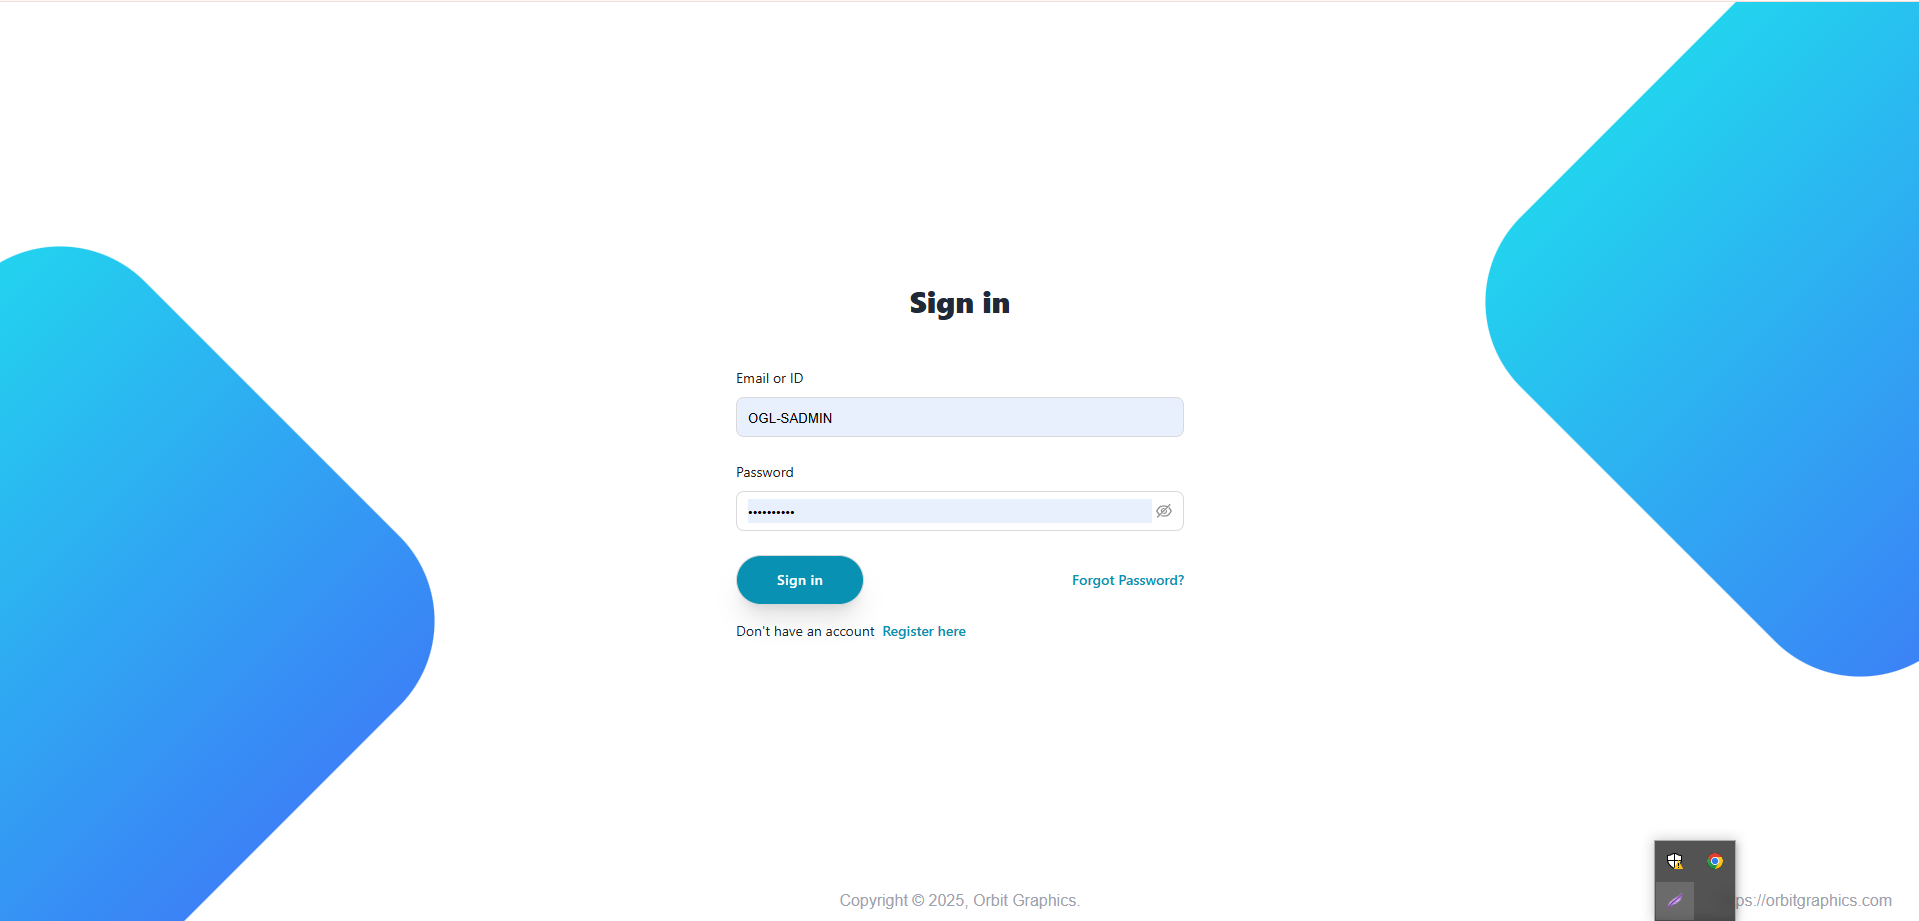 Sign in
Email or ID
OGL-SADMIN
Password
••••••••••
Sign in
Forgot Password?
Don't have an account Register here
Copyright © 2025, Orbit Graphics.
ps://orbitgraphics.com